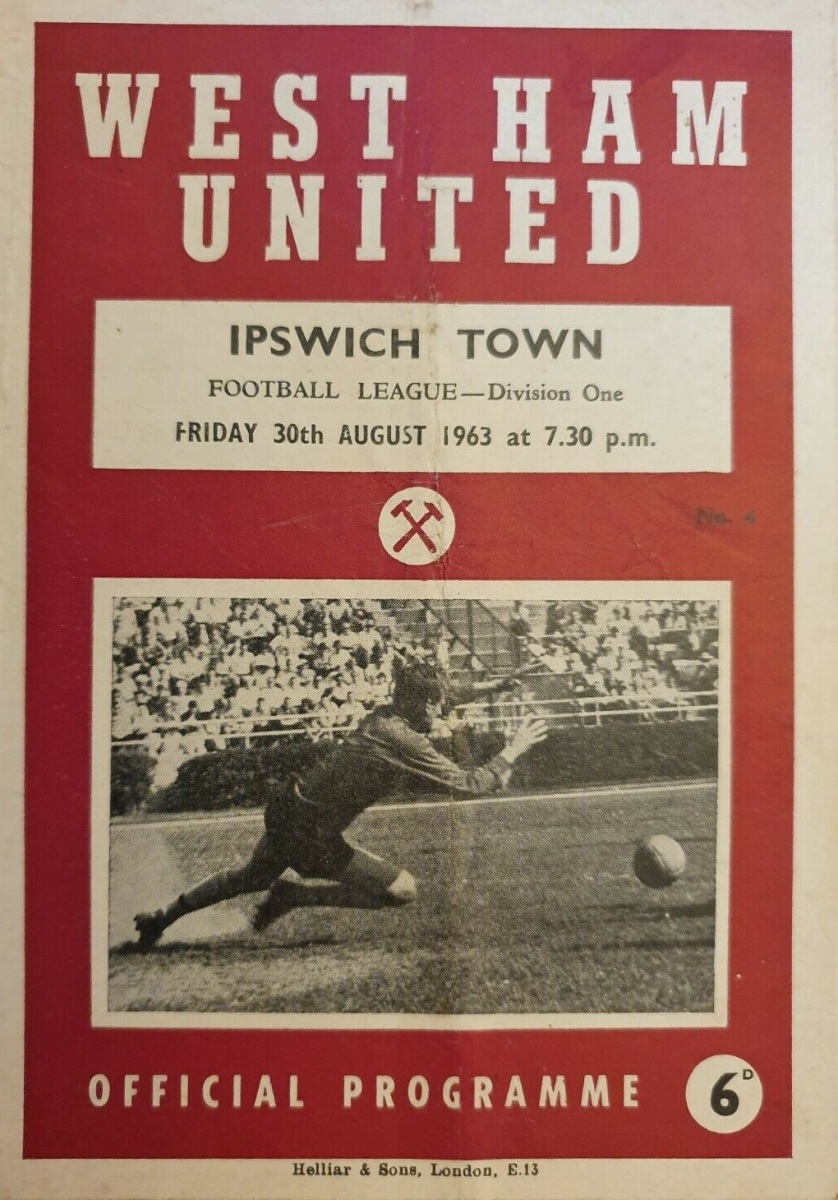 WEST HAM
UNITED
IPSWICH TOWN
FOOTBALL LEAGUE—Division One
FRIDAY 30th AUGUST 1963 at 7.30 p.m.
No. 4
OFFICIAL PROGRAMME
6D
Helliar & Sons, London, E.13